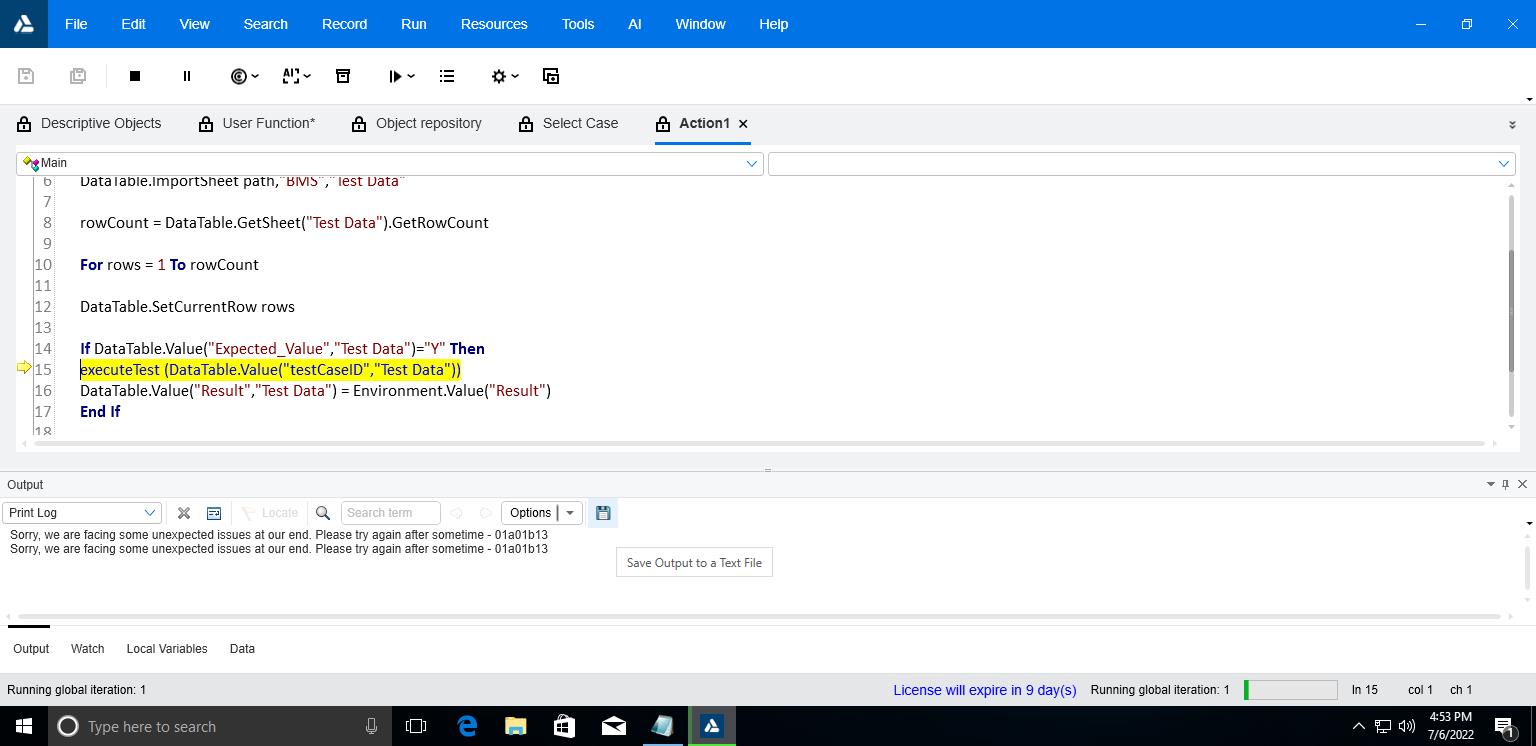 File Edit View Search Record Run Resources Tools AI Window Help
Descriptive Objects User Function* Object repository Select Case Action1
Main
6 DataTable.ImportSheet path,"BMS","Test Data"
7
8 rowCount = DataTable.GetSheet("Test Data").GetRowCount
9
10 For rows = 1 To rowCount
11
12 DataTable.SetCurrentRow rows
13
14 If DataTable.Value("Expected_Value","Test Data")="Y" Then
15 executeTest (DataTable.Value("testCaseID","Test Data"))
16 DataTable.Value("Result","Test Data") = Environment.Value("Result")
17 End If
18
Output
Print Log Locate Search term Options
Sorry, we are facing some unexpected issues at our end. Please try again after sometime - 01a01b13
Sorry, we are facing some unexpected issues at our end. Please try again after sometime - 01a01b13
Save Output to a Text File
Output Watch Local Variables Data
Running global iteration: 1 License will expire in 9 day(s) Running global iteration: 1 ln 15 col 1 ch 1
Type here to search
4:53 PM
7/6/2022
1